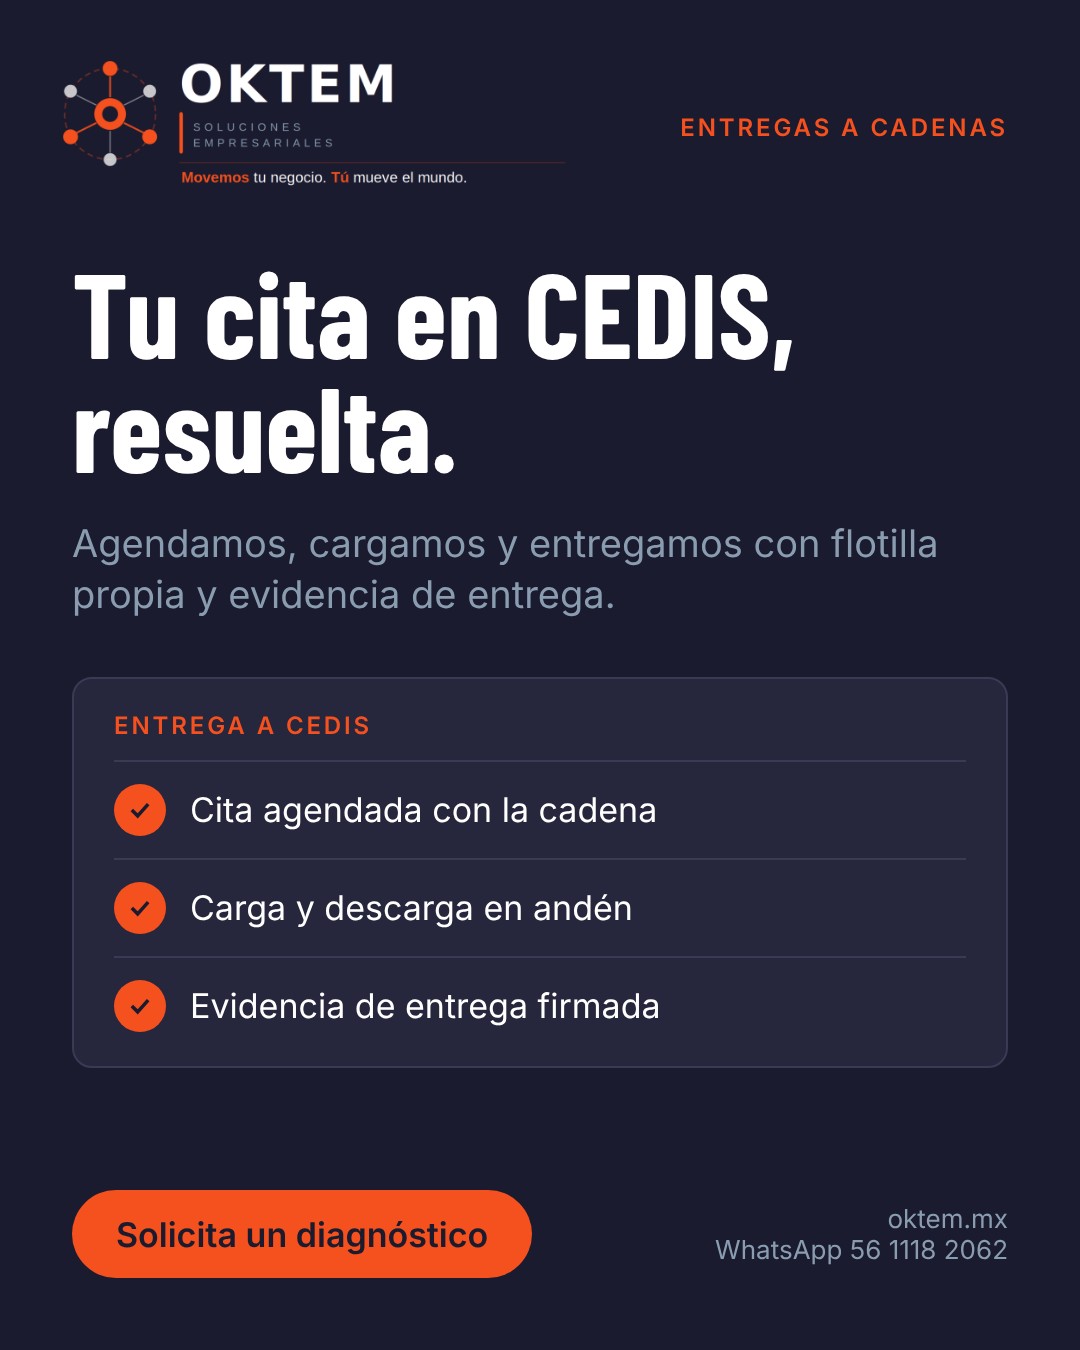 OKTEM
SOLUCIONES
EMPRESARIALES
Movemos tu negocio. Tú mueve el mundo.
ENTREGAS A CADENAS
Tu cita en CEDIS,
resuelta.
Agendamos, cargamos y entregamos con flotilla
propia y evidencia de entrega.
ENTREGA A CEDIS
Cita agendada con la cadena
Carga y descarga en andén
Evidencia de entrega firmada
Solicita un diagnóstico
oktem.mx
WhatsApp 56 1118 2062